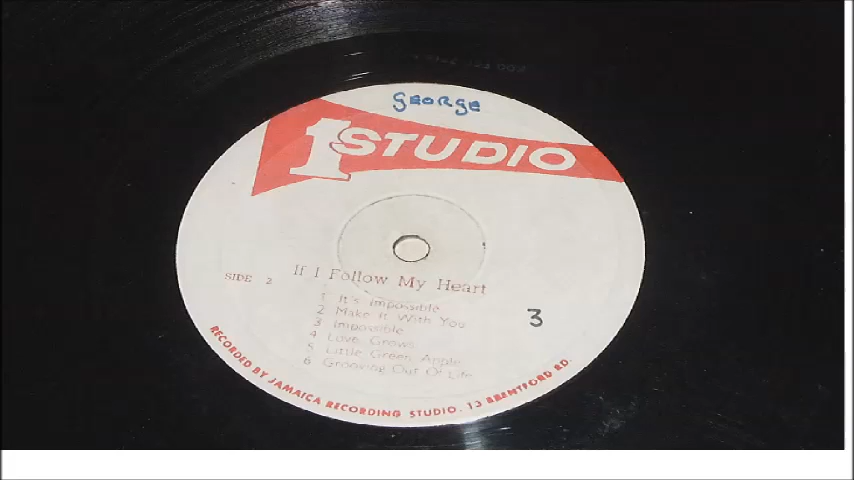 GEORGE
1 STUDIO
If I Follow My Heart
SIDE 2
1 It's Impossible
2 Make It With You
3 Impossible
4 Love Grows
5 Little Green Apple
6 Grooving Out O' Life
3
RECORDED BY JAMAICA RECORDING STUDIO. 13 BRENTFORD RD.